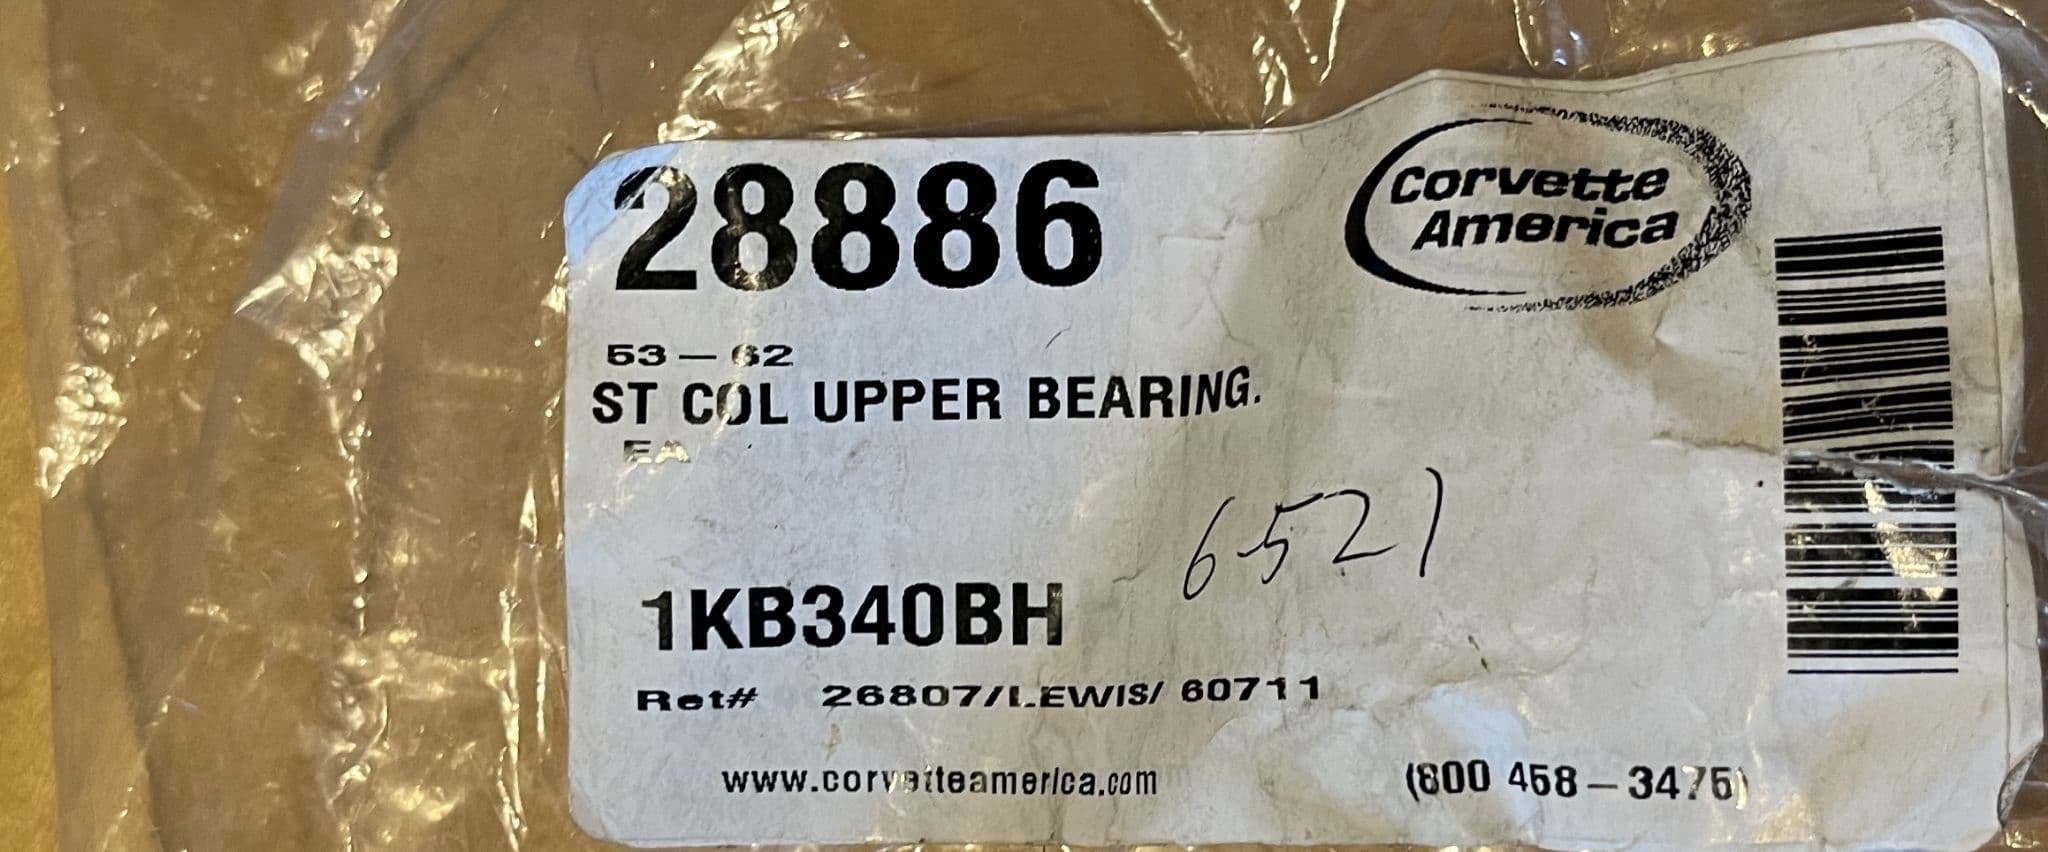 28886
Corvette
America
53 – 62
ST COL UPPER BEARING.
EA
6521
1KB340BH
Ret# 26807/LEWIS/ 60711
www.corvetteamerica.com
(800 458–3475)